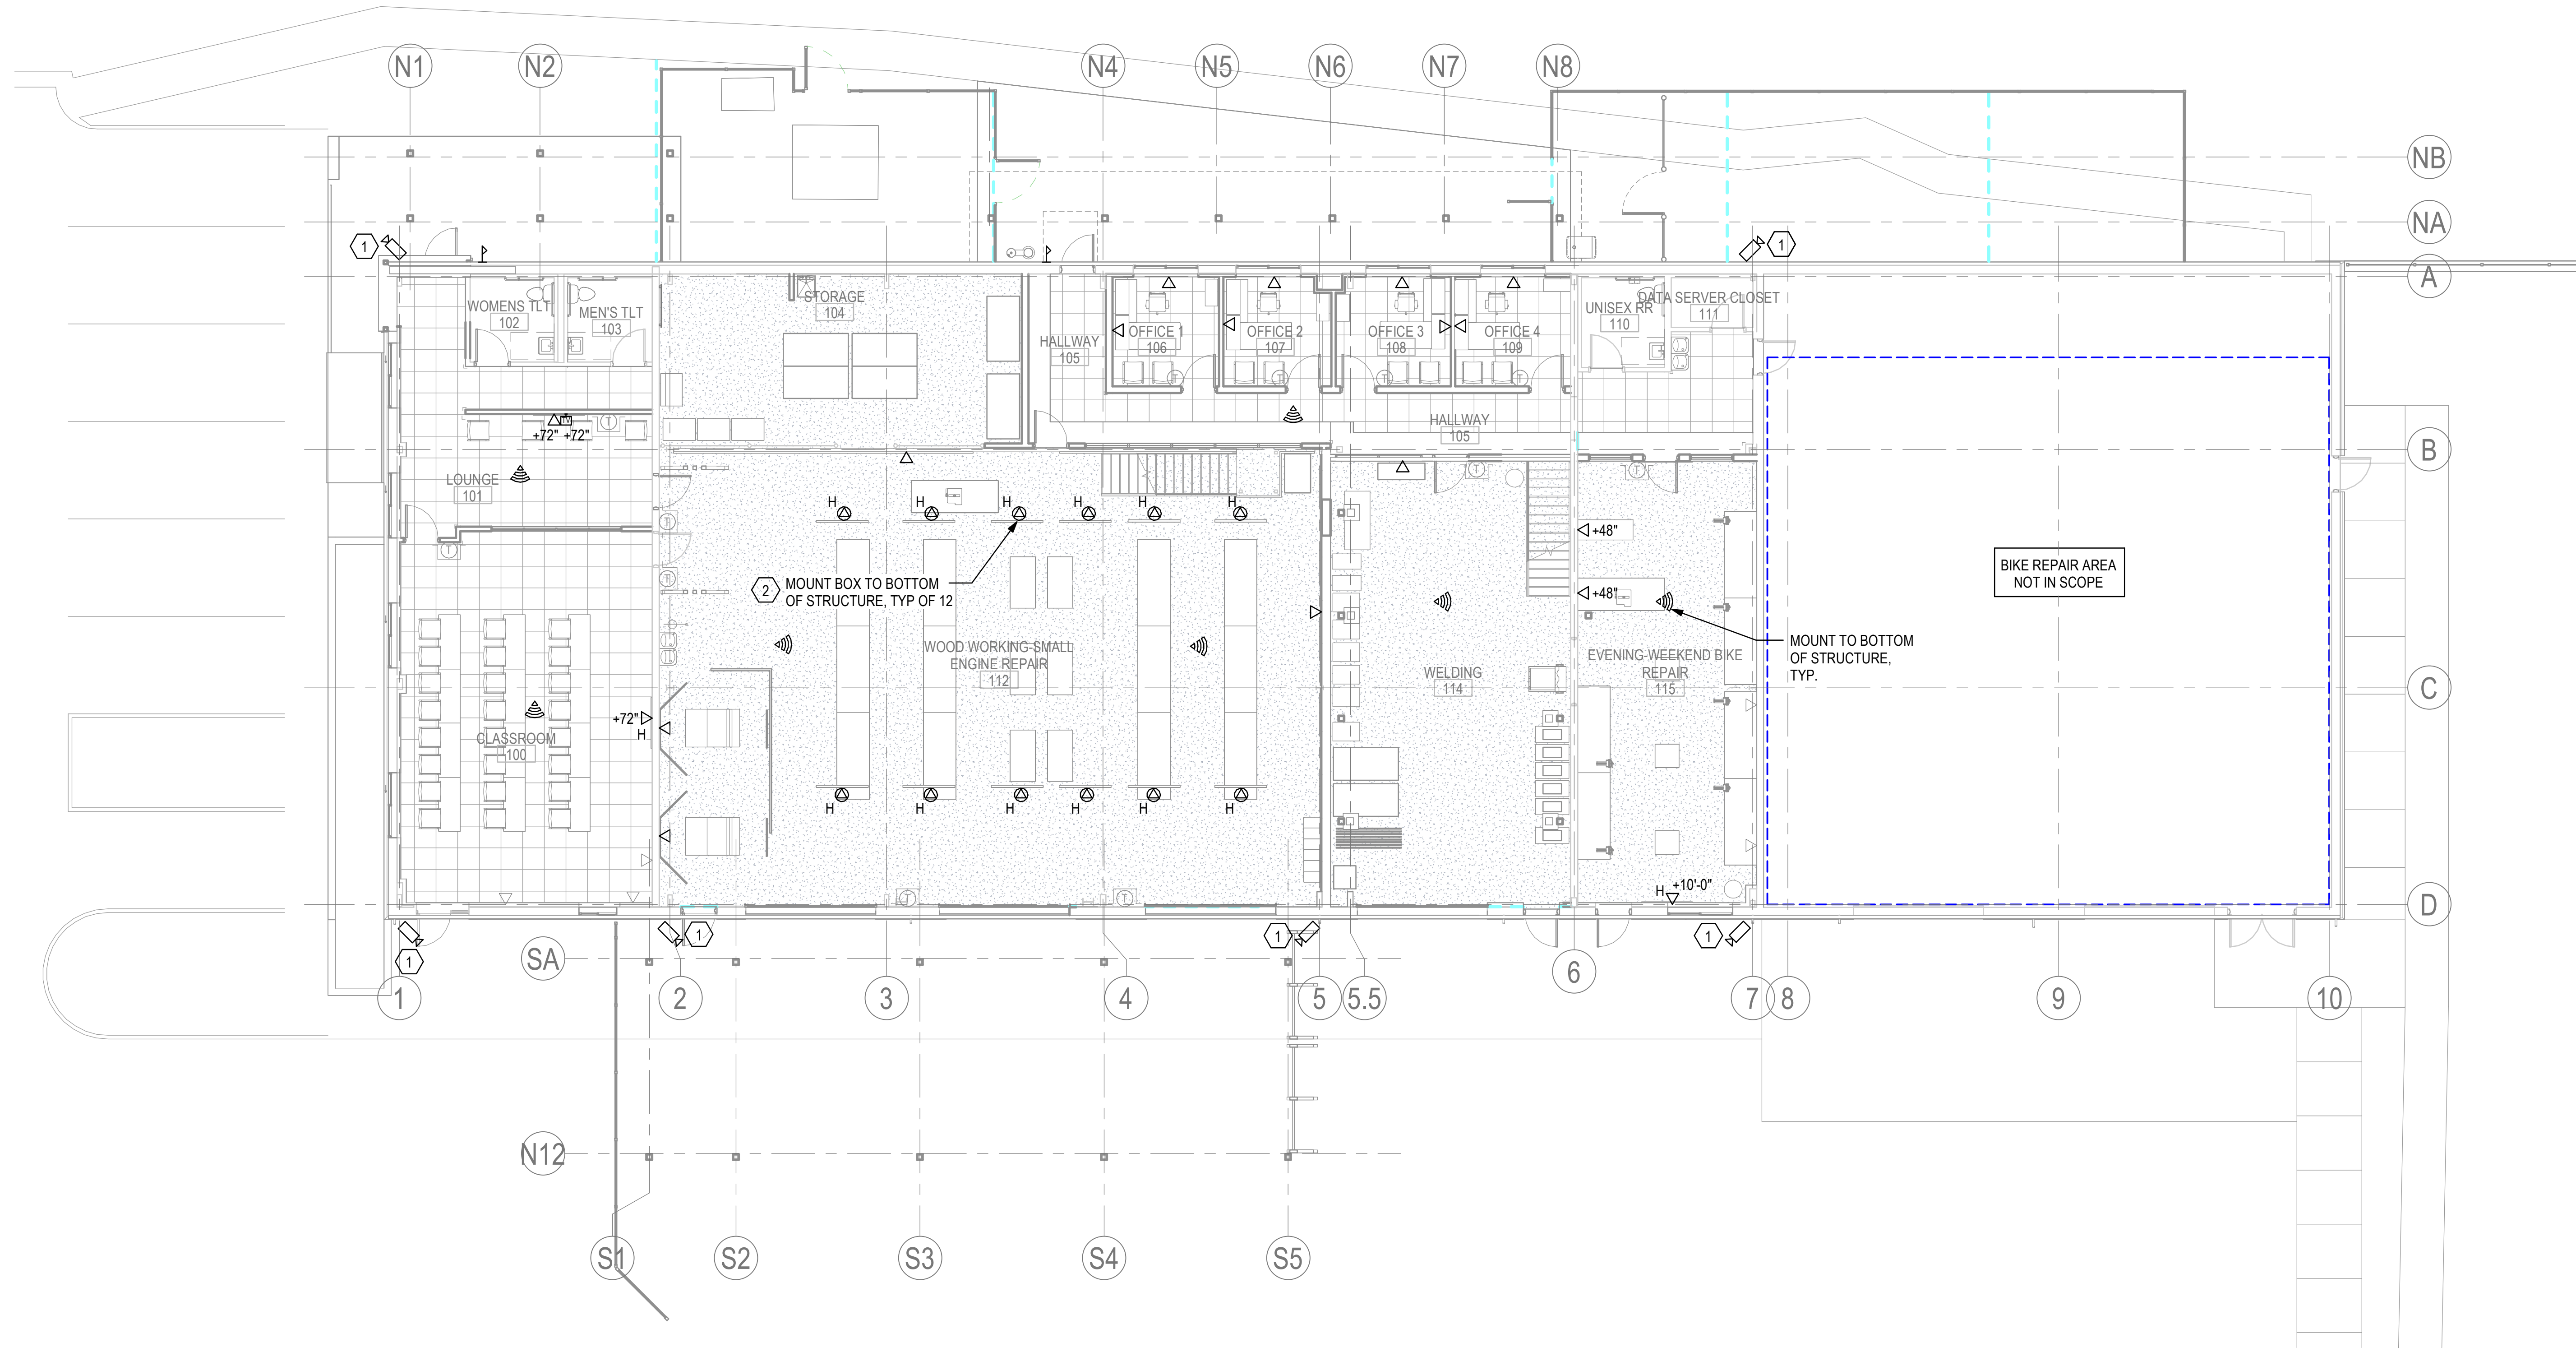 N1
N2
N4
N5
N6
N7
N8
NB
NA
1
1
A
WOMENS TLT
102
MEN'S TLT
103
STORAGE
104
HALLWAY
105
OFFICE 1
106
OFFICE 2
107
OFFICE 3
108
OFFICE 4
109
UNISEX RR
110
DATA SERVER CLOSET
111
T
T
T
T
TV
T
+72" +72"
HALLWAY
105
B
LOUNGE
101
T
T
H
H
H
H
H
H
T
T
T
+48"
BIKE REPAIR AREA
NOT IN SCOPE
2
MOUNT BOX TO BOTTOM
OF STRUCTURE, TYP OF 12
+48"
MOUNT TO BOTTOM
OF STRUCTURE,
TYP.
WOOD WORKING-SMALL
ENGINE REPAIR
112
WELDING
114
EVENING-WEEKEND BIKE
REPAIR
115
C
+72"
H
CLASSROOM
100
H
H
H
H
H
H
T
T
H
+10'-0"
D
1
1
1
1
SA
1
2
3
4
5
5.5
6
7
8
9
10
N12
S1
S2
S3
S4
S5